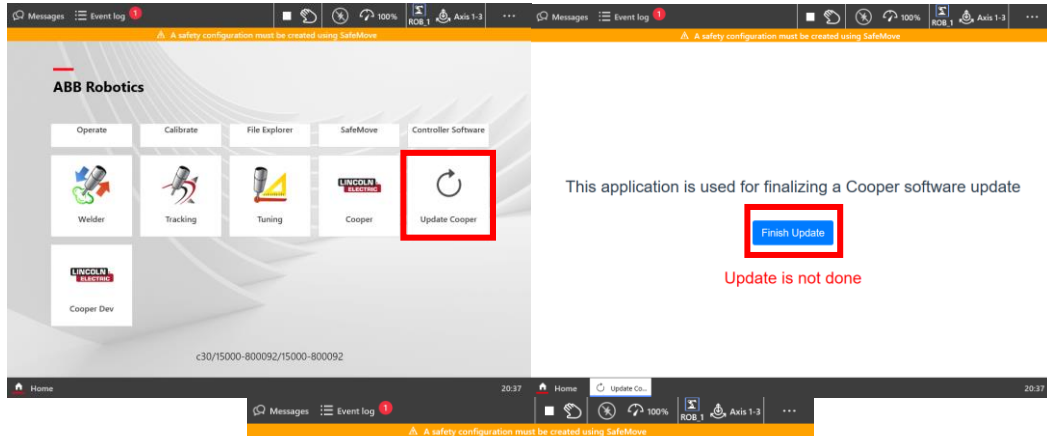 Messages Event log 1 100% ROB_1 Axis 1-3 ...
A safety configuration must be created using SafeMove
ABB Robotics
Operate Calibrate File Explorer SafeMove Controller Software
LINCOLN ELECTRIC
Welder Tracking Tuning Cooper Update Cooper
LINCOLN ELECTRIC
Cooper Dev
c30/15000-800092/15000-800092
Home 20:37
Messages Event log 1 100% ROB_1 Axis 1-3 ...
A safety configuration must be created using SafeMove
This application is used for finalizing a Cooper software update
Finish Update
Update is not done
Home Update Co... 20:37
Messages Event log 1 100% ROB_1 Axis 1-3 ...
A safety configuration must be created using SafeMove